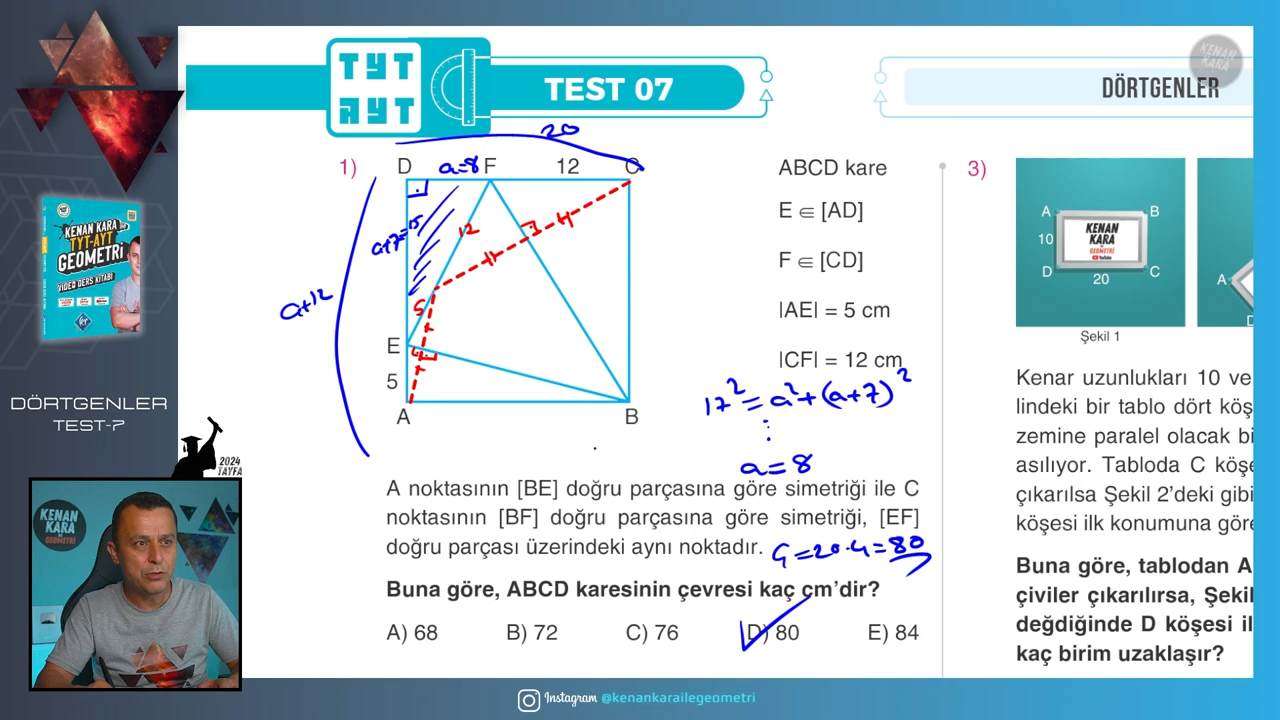 TYT
AYT
TEST 07
DÖRTGENLER
KENAN
KARA
KENAN KARA
TYT-AYT
GEOMETRİ
VİDEO DERS KİTABI
DÖRTGENLER
TEST-7
2024
TAYFA
KENAN
KARA
GEOMETRİ
1)
20
D
a=8
F
12
C
a+7=15
12
a+12
5
E
5
A
B
ABCD kare
E ∈ [AD]
F ∈ [CD]
|AE| = 5 cm
|CF| = 12 cm
17² = a² + (a+7)²
⋮
a = 8
A noktasının [BE] doğru parçasına göre simetriği ile C
noktasının [BF] doğru parçasına göre simetriği, [EF]
doğru parçası üzerindeki aynı noktadır.
Ç = 20·4 = 80
Buna göre, ABCD karesinin çevresi kaç cm'dir?
A) 68 B) 72 C) 76 D) 80 E) 84
3)
A
B
KENAN
KARA
GEOMETRİ
YouTube
10
D
20
C
A
D
Şekil 1
Kenar uzunlukları 10 ve
lindeki bir tablo dört köş
zemine paralel olacak bi
asılıyor. Tabloda C köşe
çıkarılsa Şekil 2'deki gibi
köşesi ilk konumuna göre
Buna göre, tablodan A
çiviler çıkarılırsa, Şekil
değdiğinde D köşesi il
kaç birim uzaklaşır?
Instagram @kenankarailegeometri